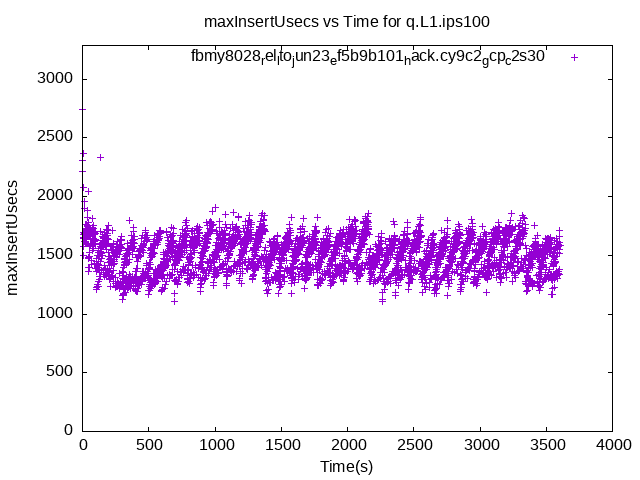 maxInsertUsecs vs Time for q.L1.ips100
fbmy8028relitojun23ef5b9b101hack.cy9c2gcpc2s30
maxInsertUsecs
3000
2500
2000
1500
1000
500
0
0 500 1000 1500 2000 2500 3000 3500 4000
Time(s)